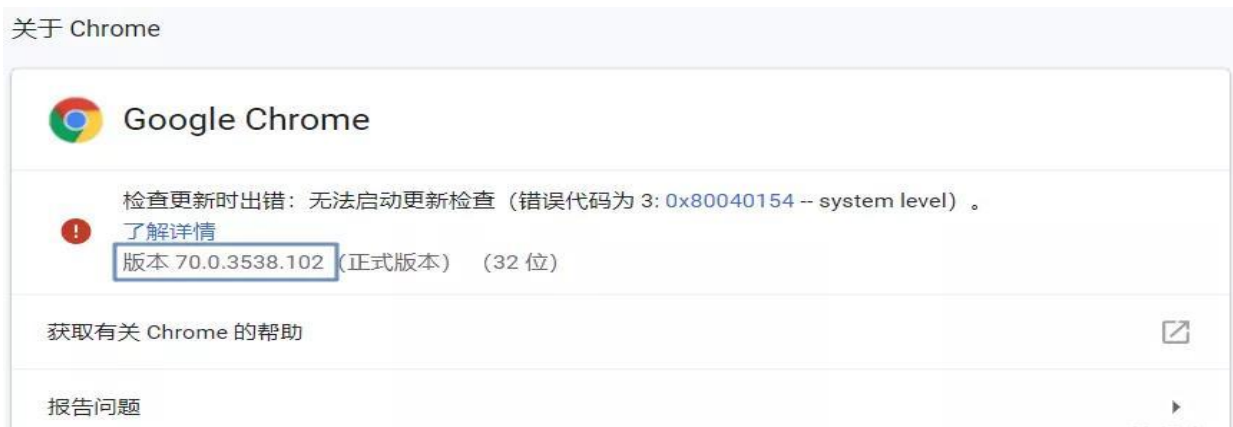 关于 Chrome
Google Chrome
检查更新时出错：无法启动更新检查（错误代码为 3: 0x80040154 -- system level）。
了解详情
版本 70.0.3538.102（正式版本） （32 位）
获取有关 Chrome 的帮助
报告问题